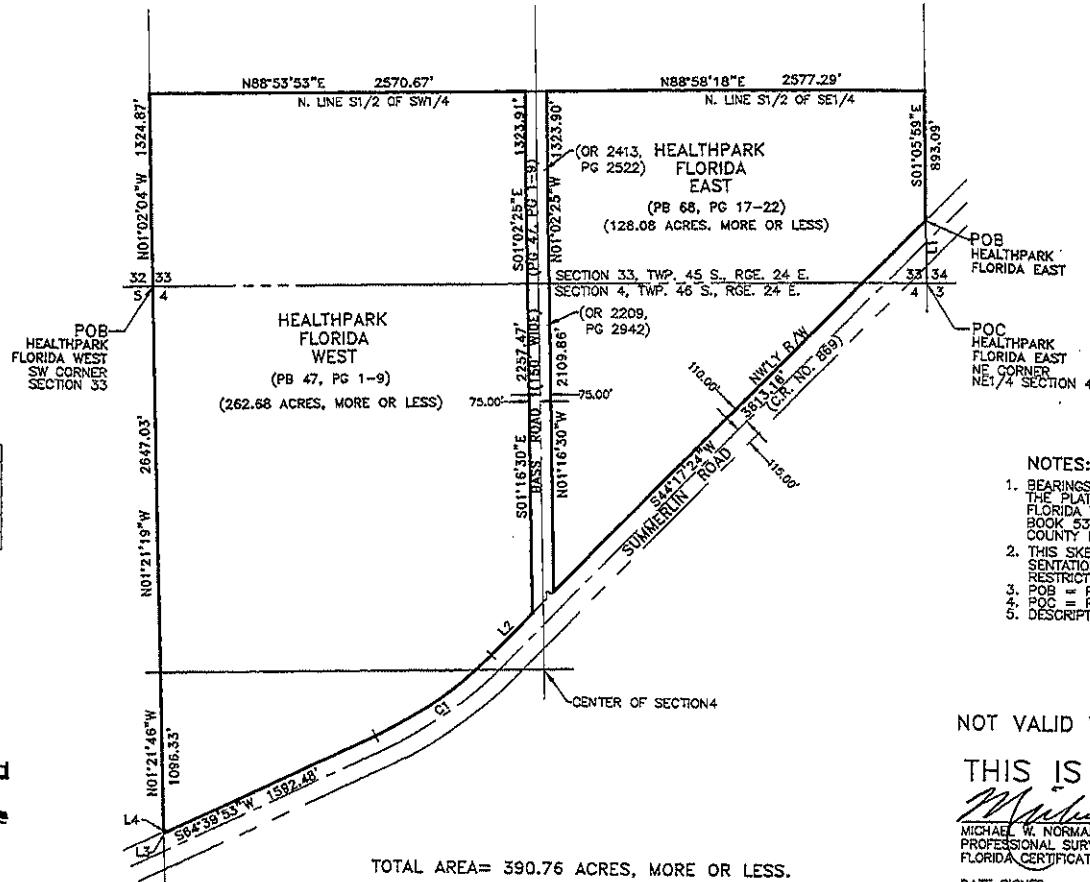 N88°53'53"E 2570.67'
N. LINE S1/2 OF SW1/4
N88°58'18"E 2577.29'
N. LINE S1/2 OF SE1/4
N01°02'04"W 1324.87'
S01°02'25"E 1323.91'
(PG 47, PG 1-9)
N01°02'25"W 1323.90'
(OR 2413,
PG 2522)
HEALTHPARK
FLORIDA
EAST
(PB 68, PG 17-22)
(128.08 ACRES, MORE OR LESS)
S01°05'59"E
893.09'
L1
POB
HEALTHPARK
FLORIDA EAST
32 33
5 4
SECTION 33, TWP. 45 S., RGE. 24 E.
SECTION 4, TWP. 46 S., RGE. 24 E.
33 34
4 3
POB
HEALTHPARK
FLORIDA WEST
SW CORNER
SECTION 33
HEALTHPARK
FLORIDA
WEST
(PB 47, PG 1-9)
(262.68 ACRES, MORE OR LESS)
(OR 2209,
PG 2942)
POC
HEALTHPARK
FLORIDA EAST
NE CORNER
NE1/4 SECTION 4
S01°16'30"E 2257.47'
BASS ROAD (150' WIDE)
N01°16'30"W 2109.86'
75.00'
75.00'
110.00'
NW'LY R/W
3813.18'
(C.R. NO. 869)
S44°17'24"W
SUMMERLIN ROAD
115.00'
N01°21'19"W 2647.03'
NOTES:
1. BEARINGS
THE PLAT
FLORIDA
BOOK 53
COUNTY
2. THIS SKE
SENTATIO
RESTRICT
3. POB =
4. POC =
5. DESCRIPT
L2
CENTER OF SECTION4
C1
N01°21'46"W
1096.33'
S64°39'53"W 1592.48'
L4
L3
NOT VALID
THIS IS
MICHAEL W. NORMA
PROFESSIONAL SURV
FLORIDA CERTIFICAT
TOTAL AREA= 390.76 ACRES, MORE OR LESS.